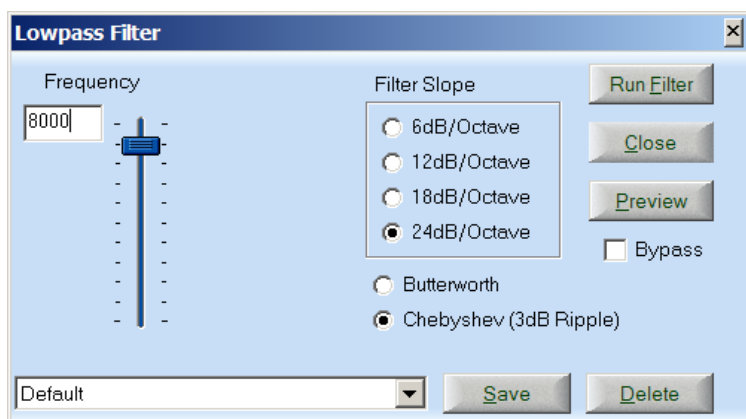 Lowpass Filter
Frequency
8000
Filter Slope
6dB/Octave
12dB/Octave
18dB/Octave
24dB/Octave
Butterworth
Chebyshev (3dB Ripple)
Run Filter
Close
Preview
Bypass
Default
Save
Delete